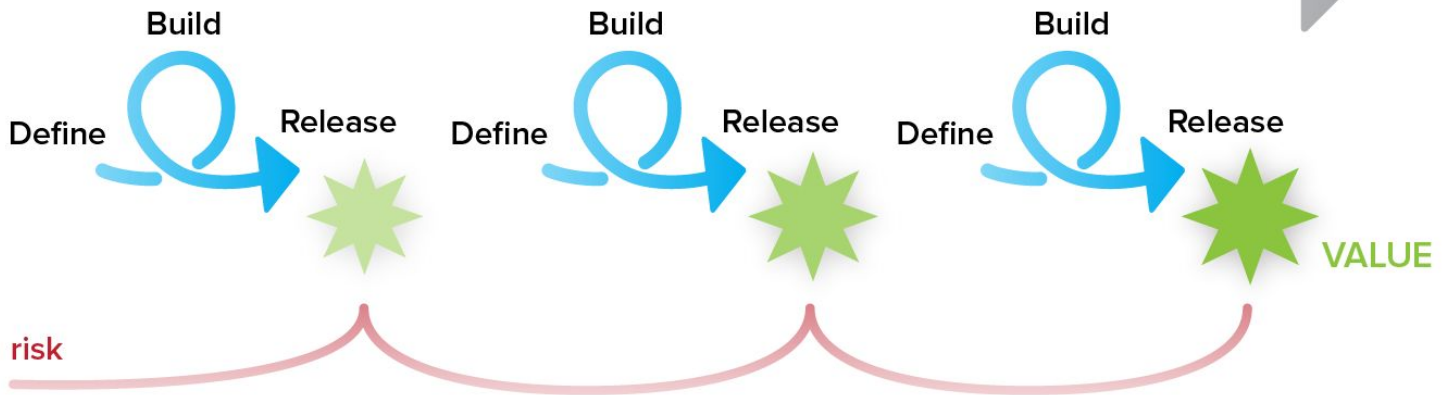 Build
Define
Release
Build
Define
Release
Build
Define
Release
VALUE
risk